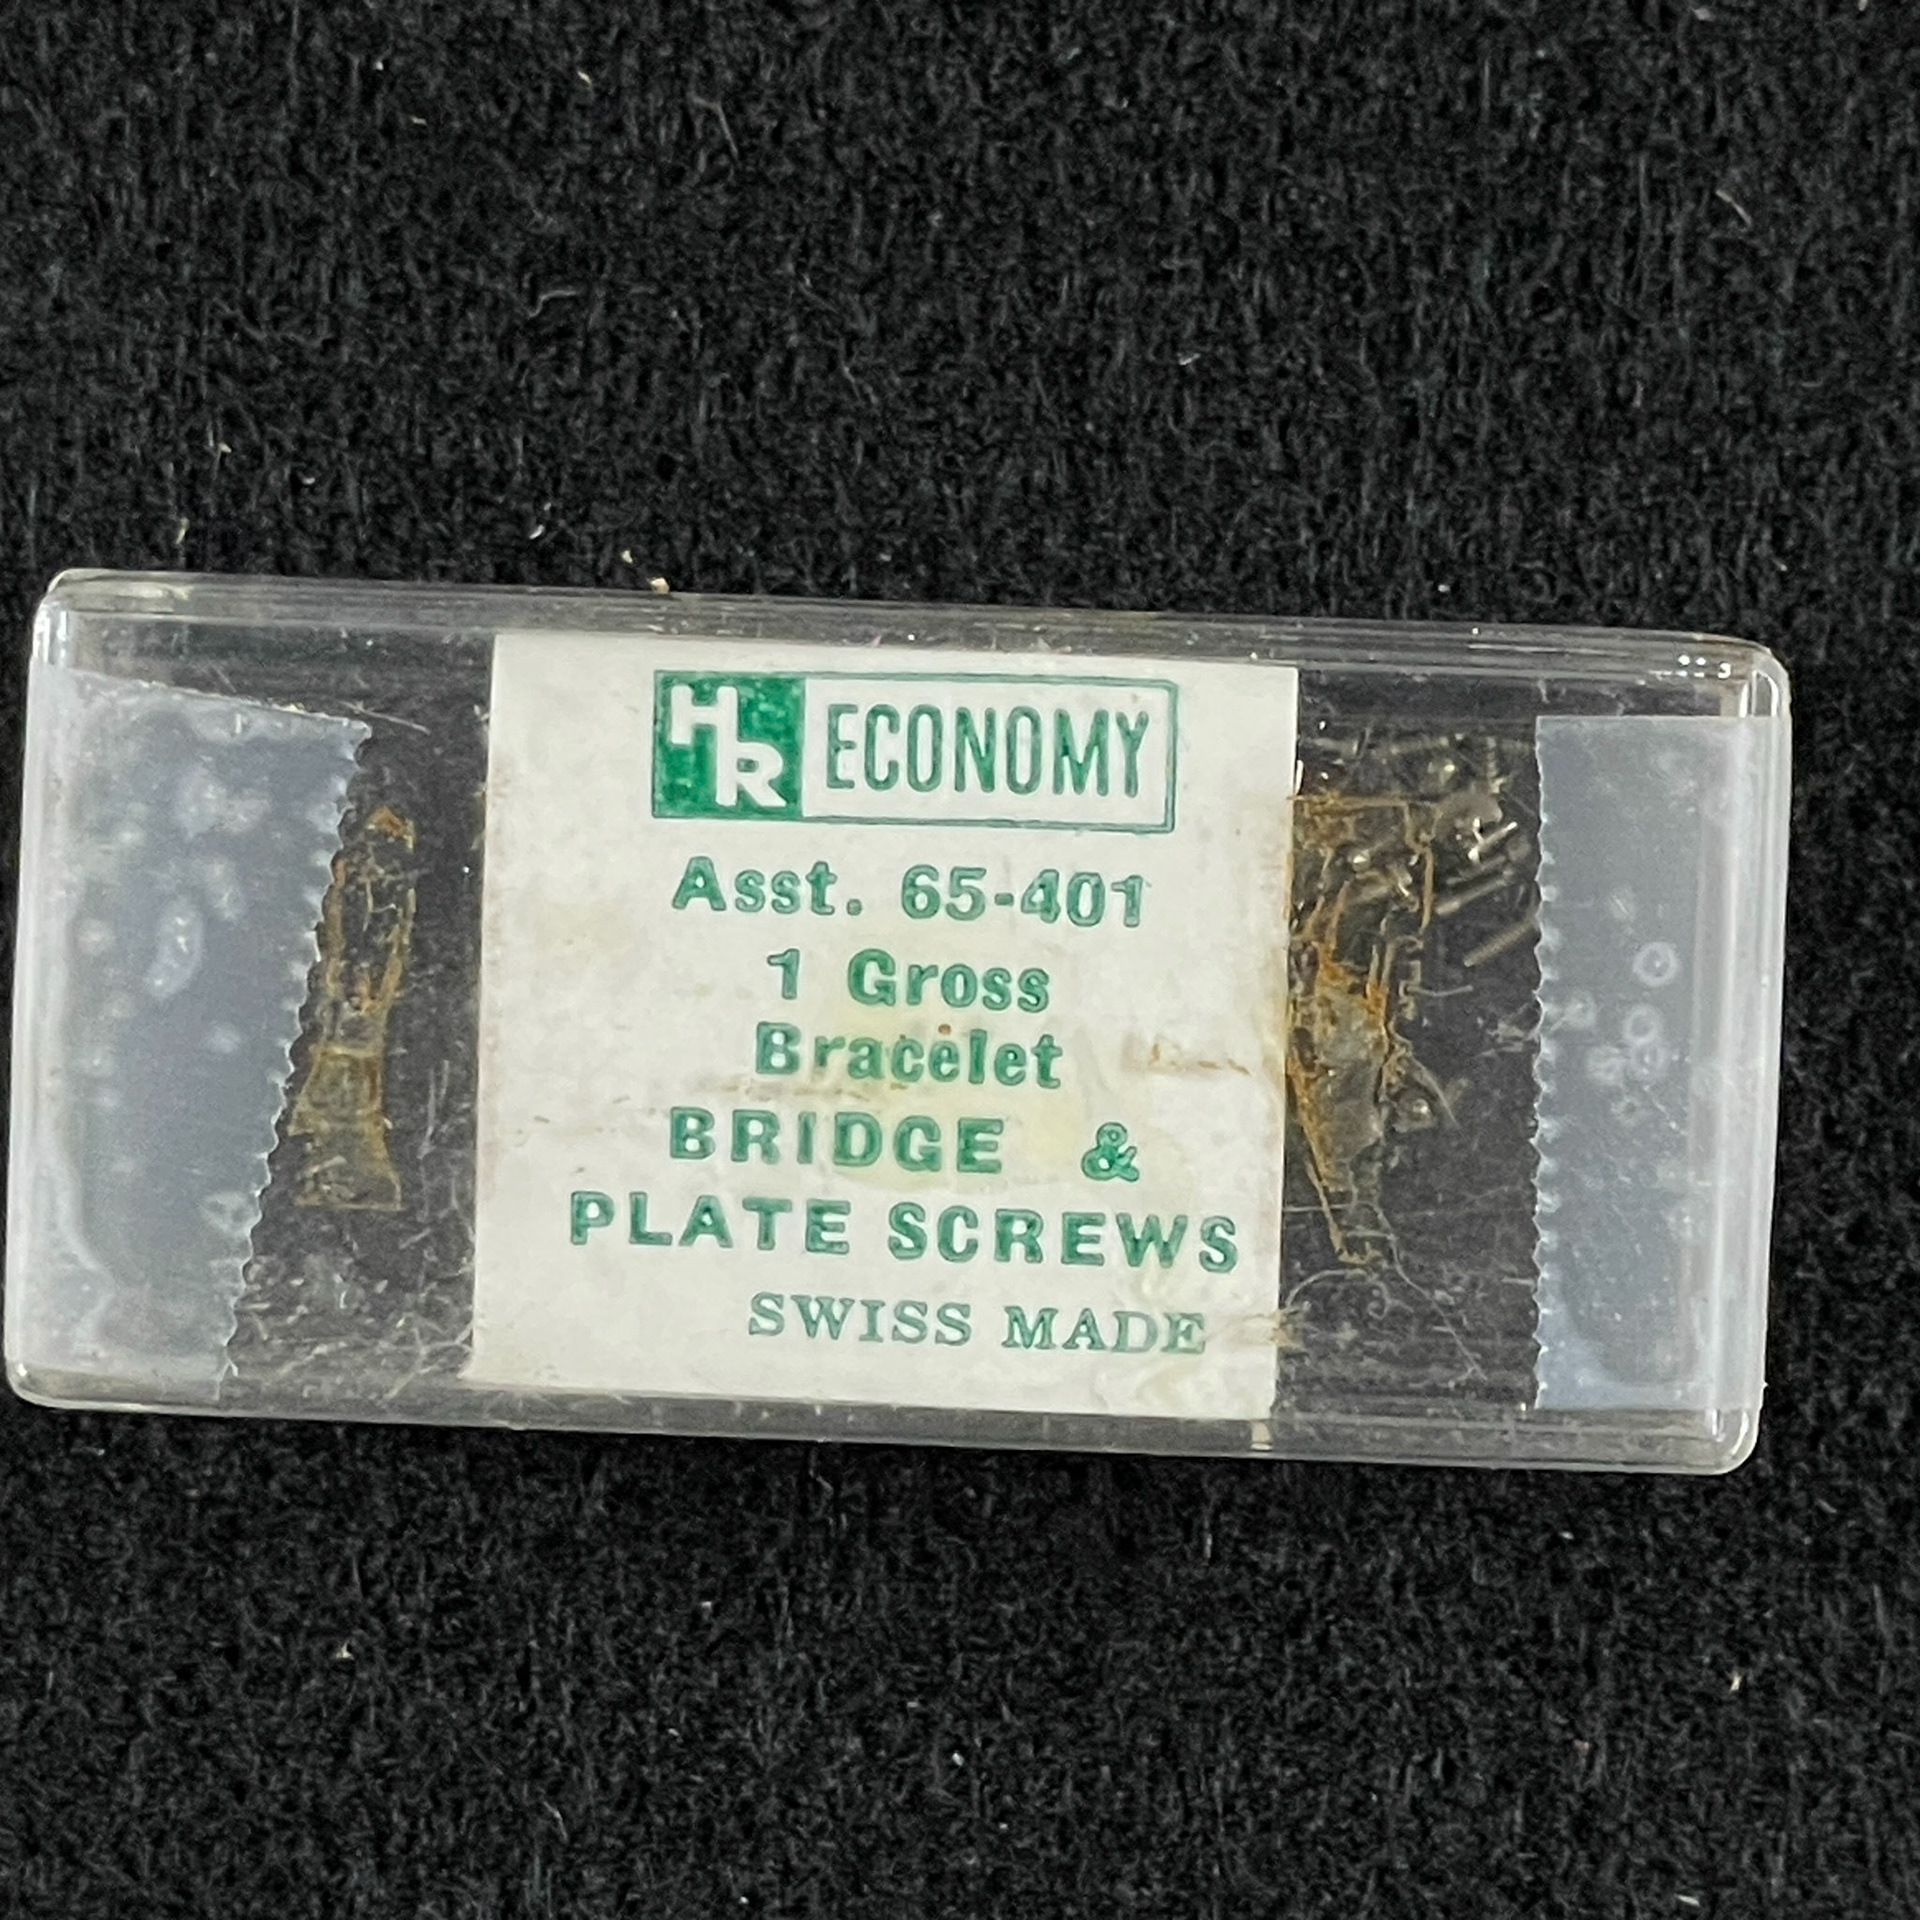 HR ECONOMY
Asst. 65-401
1 Gross
Bracelet
BRIDGE &
PLATE SCREWS
SWISS MADE